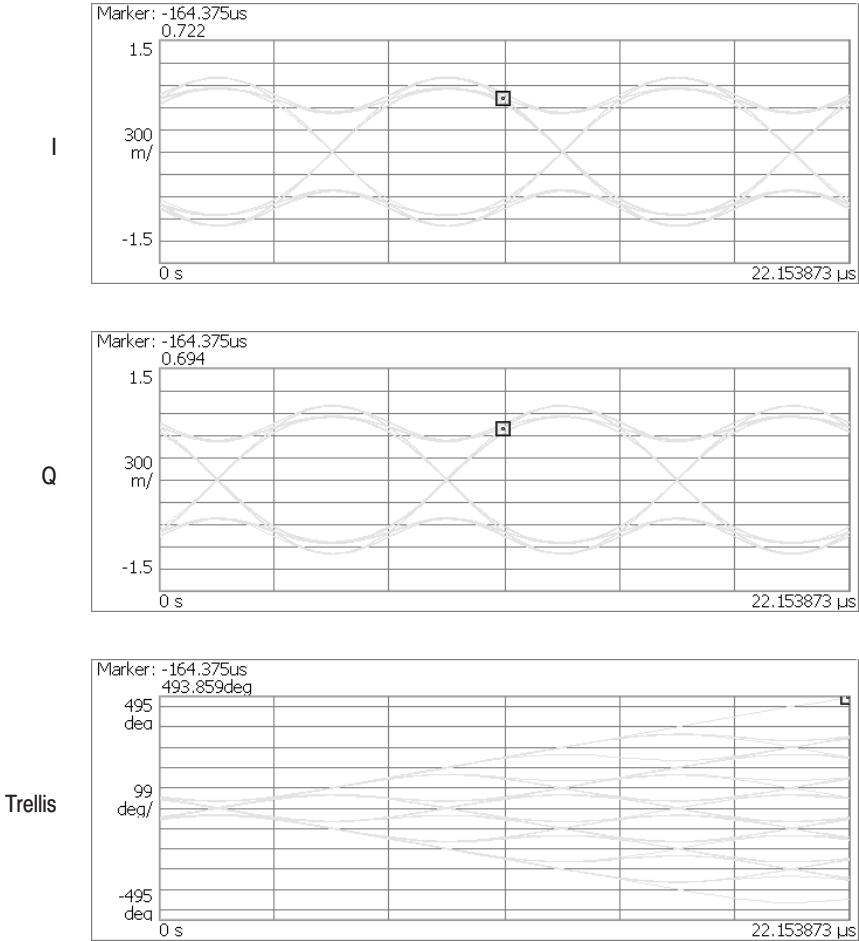 Marker: -164.375us
0.722
1.5
300
m/
I
-1.5
0 s
22.153873 µs
Marker: -164.375us
0.694
1.5
300
m/
Q
-1.5
0 s
22.153873 µs
Marker: -164.375us
493.859deg
495
deg
99
deg/
Trellis
-495
deg
0 s
22.153873 µs